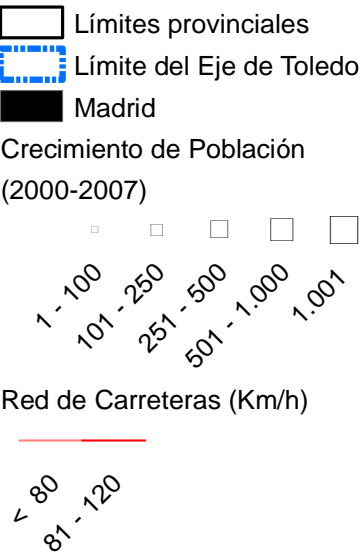 Límites provinciales
Límite del Eje de Toledo
Madrid
Crecimiento de Población
(2000-2007)
1 - 100
101 - 250
251 - 500
501 - 1.000
1.001
Red de Carreteras (Km/h)
< 80
81 - 120